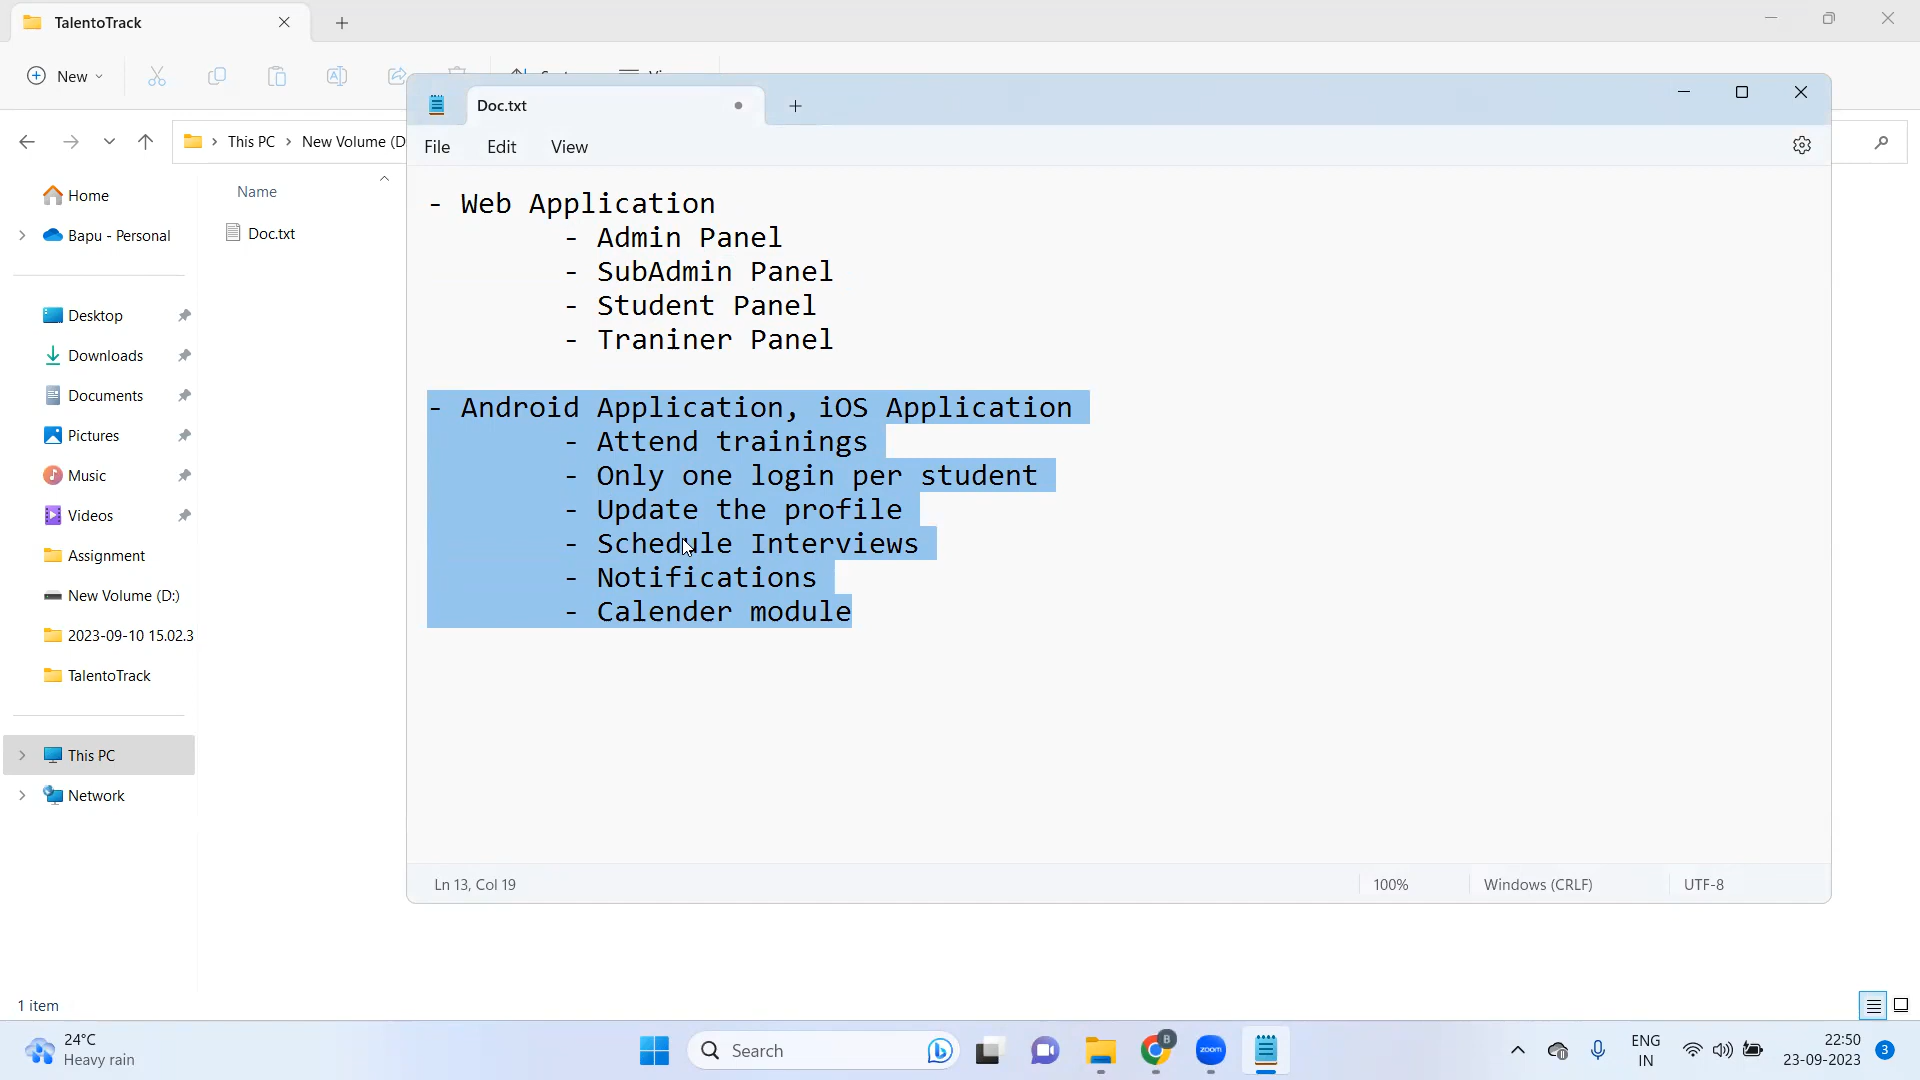 TalentoTrack
New
Doc.txt
File
Edit
View
This PC
New Volume (D
Home
Name
Bapu - Personal
Doc.txt
Desktop
Downloads
Documents
Pictures
Music
Videos
Assignment
New Volume (D:)
2023-09-10 15.02.3
TalentoTrack
This PC
Network
- Web Application
- Admin Panel
- SubAdmin Panel
- Student Panel
- Traniner Panel
- Android Application, iOS Application
- Attend trainings
- Only one login per student
- Update the profile
- Schedule Interviews
- Notifications
- Calender module
Ln 13, Col 19
100%
Windows (CRLF)
UTF-8
1 item
24°C
Heavy rain
Search
B
zoom
ENG
IN
22:50
23-09-2023
3